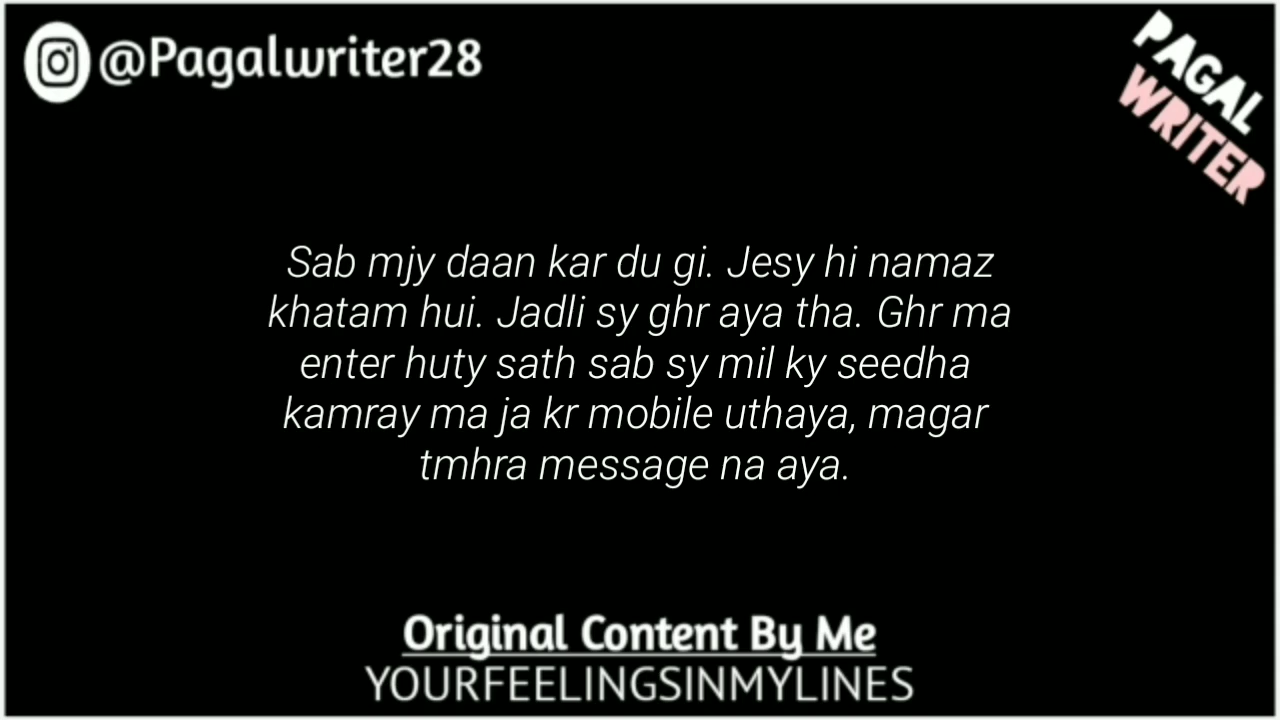 @Pagalwriter28
PAGAL
WRITER
Sab mjy daan kar du gi. Jesy hi namaz
khatam hui. Jadli sy ghr aya tha. Ghr ma
enter huty sath sab sy mil ky seedha
kamray ma ja kr mobile uthaya, magar
tmhra message na aya.
Original Content By Me
YOURFEELINGSINMYLINES